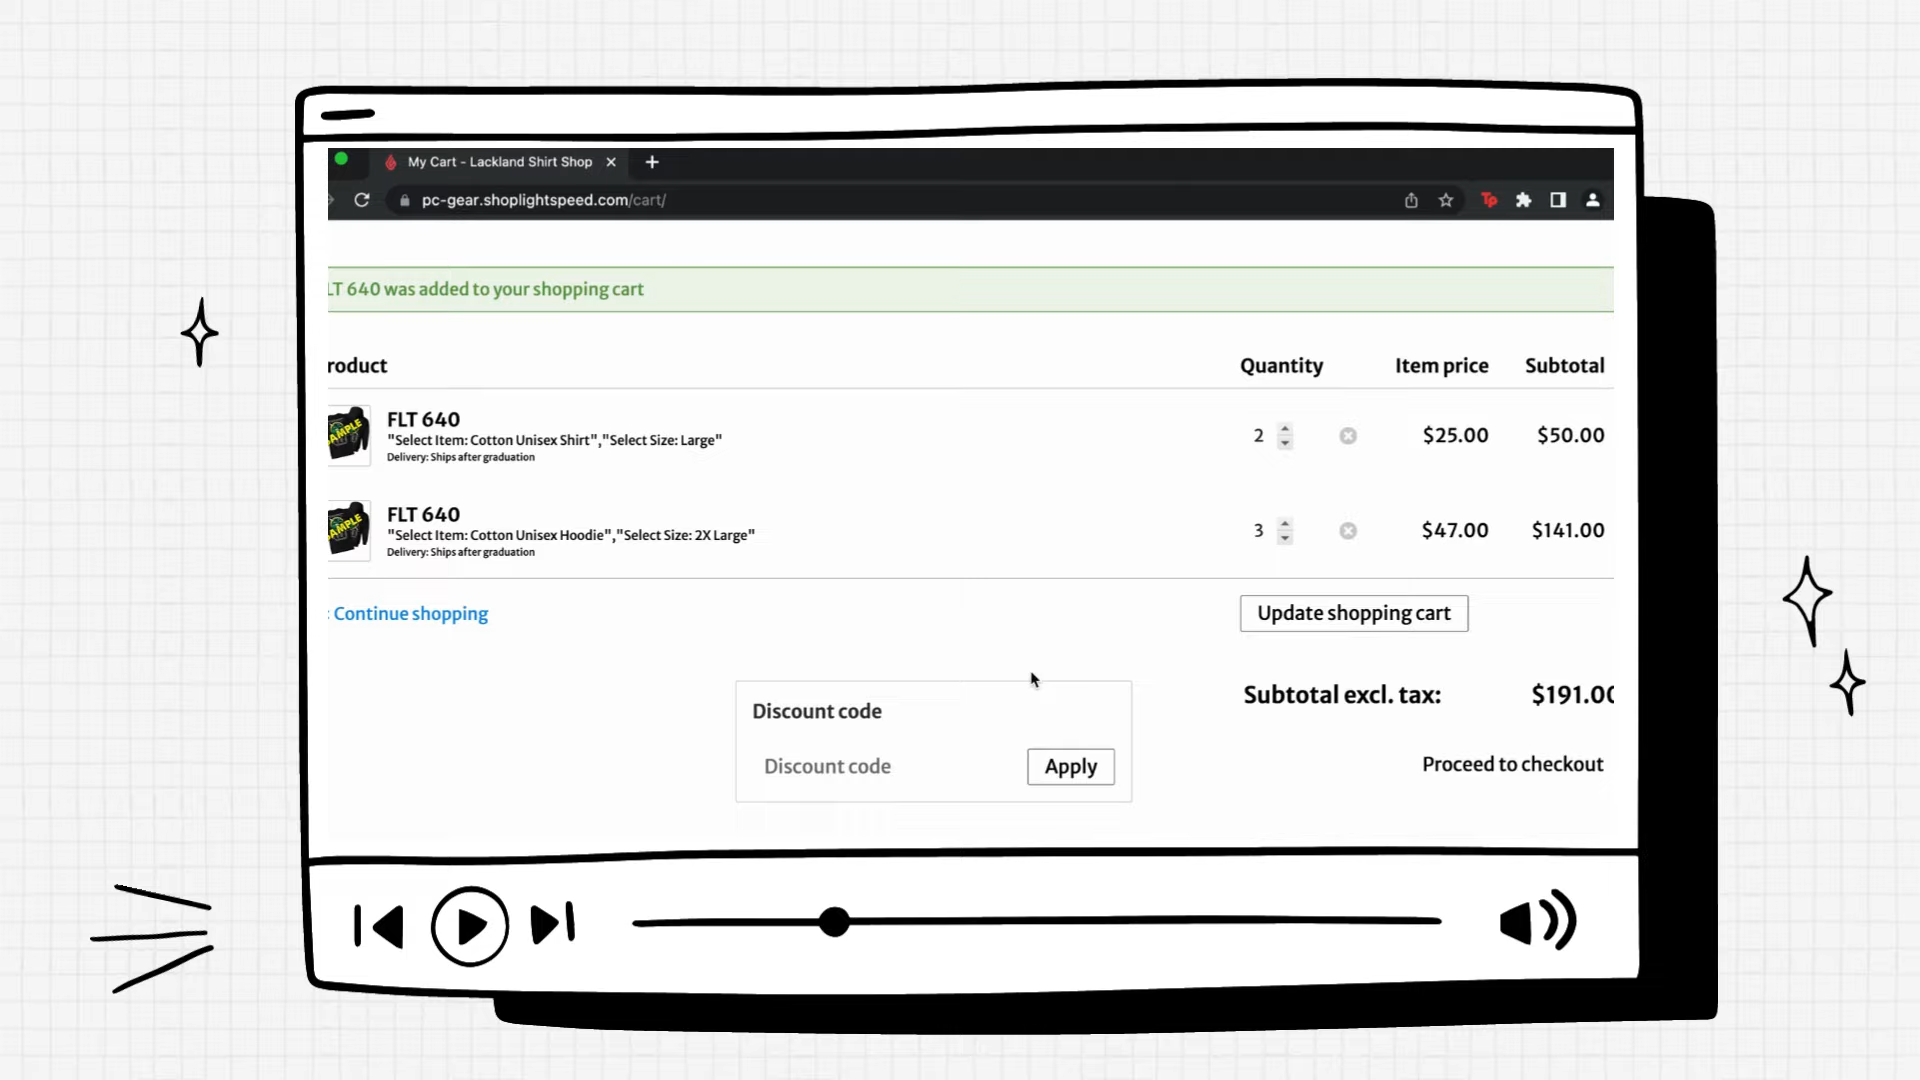 My Cart - Lackland Shirt Shop
pc-gear.shoplightspeed.com/cart/
Tp
LT 640 was added to your shopping cart
roduct Quantity Item price Subtotal
FLT 640
"Select Item: Cotton Unisex Shirt","Select Size: Large"
Delivery: Ships after graduation
2 $25.00 $50.00
AMPLE
FLT 640
"Select Item: Cotton Unisex Hoodie","Select Size: 2X Large"
Delivery: Ships after graduation
3 $47.00 $141.00
AMPLE
Continue shopping
Update shopping cart
Discount code
Discount code
Apply
Subtotal excl. tax: $191.00
Proceed to checkout